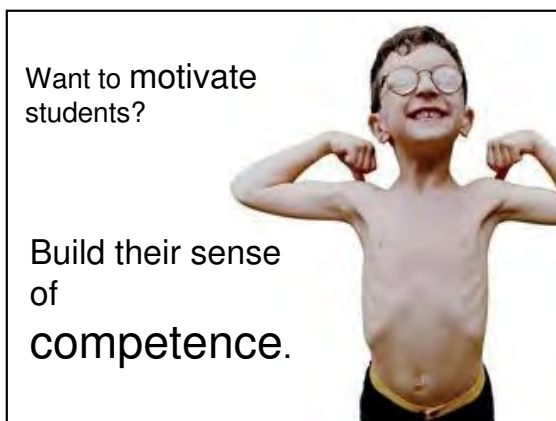 Want to motivate
students?
Build their sense
of
competence.